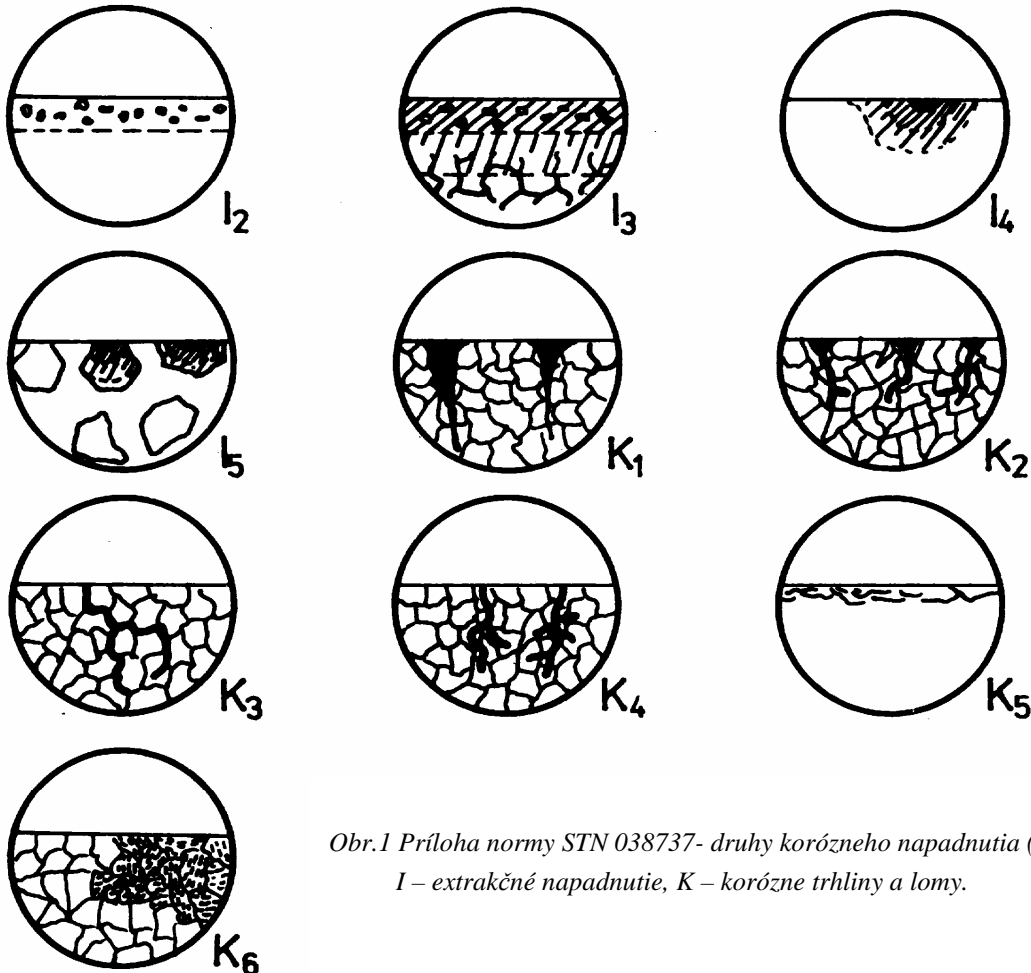 I2
I3
I4
I5
K1
K2
K3
K4
K5
K6
Obr.1 Príloha normy STN 038737- druhy korózneho napadnutia (
I – extrakčné napadnutie, K – korózne trhliny a lomy.